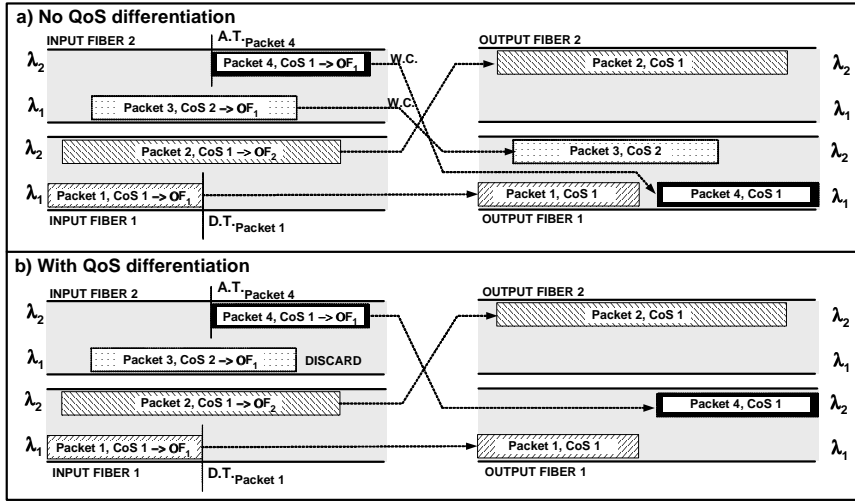 a) No QoS differentiation
INPUT FIBER 2
A.T.Packet 4
OUTPUT FIBER 2
λ2
Packet 4, CoS 1 –> OF1
W.C.
Packet 2, CoS 1
λ2
λ1
Packet 3, CoS 2 –> OF1
W.C.
λ1
λ2
Packet 2, CoS 1 –> OF2
Packet 3, CoS 2
λ2
λ1
Packet 1, CoS 1 –> OF1
Packet 1, CoS 1
Packet 4, CoS 1
λ1
INPUT FIBER 1
D.T.Packet 1
OUTPUT FIBER 1
b) With QoS differentiation
INPUT FIBER 2
A.T.Packet 4
OUTPUT FIBER 2
λ2
Packet 4, CoS 1 –> OF1
Packet 2, CoS 1
λ2
λ1
Packet 3, CoS 2 –> OF1
DISCARD
λ1
λ2
Packet 2, CoS 1 –> OF2
Packet 4, CoS 1
λ2
λ1
Packet 1, CoS 1 –> OF1
Packet 1, CoS 1
λ1
INPUT FIBER 1
D.T.Packet 1
OUTPUT FIBER 1